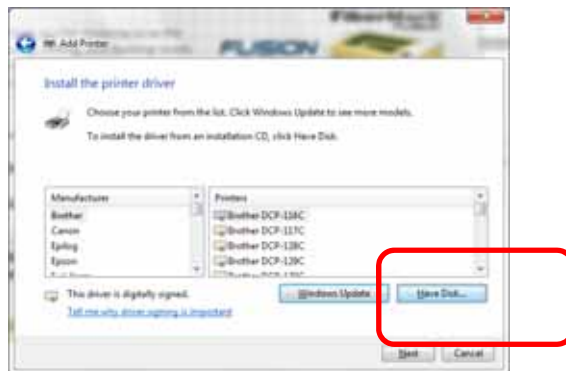 FiberMark
FUSION
Add Printer
Install the printer driver
Choose your printer from the list. Click Windows Update to see more models.
To install the driver from an installation CD, click Have Disk.
Manufacturer
Printers
Brother
Brother DCP-116C
Canon
Brother DCP-117C
Epilog
Brother DCP-128C
Epson
Brother DCP-129C
This driver is digitally signed.
Windows Update
Have Disk...
Tell me why driver signing is important
Next
Cancel